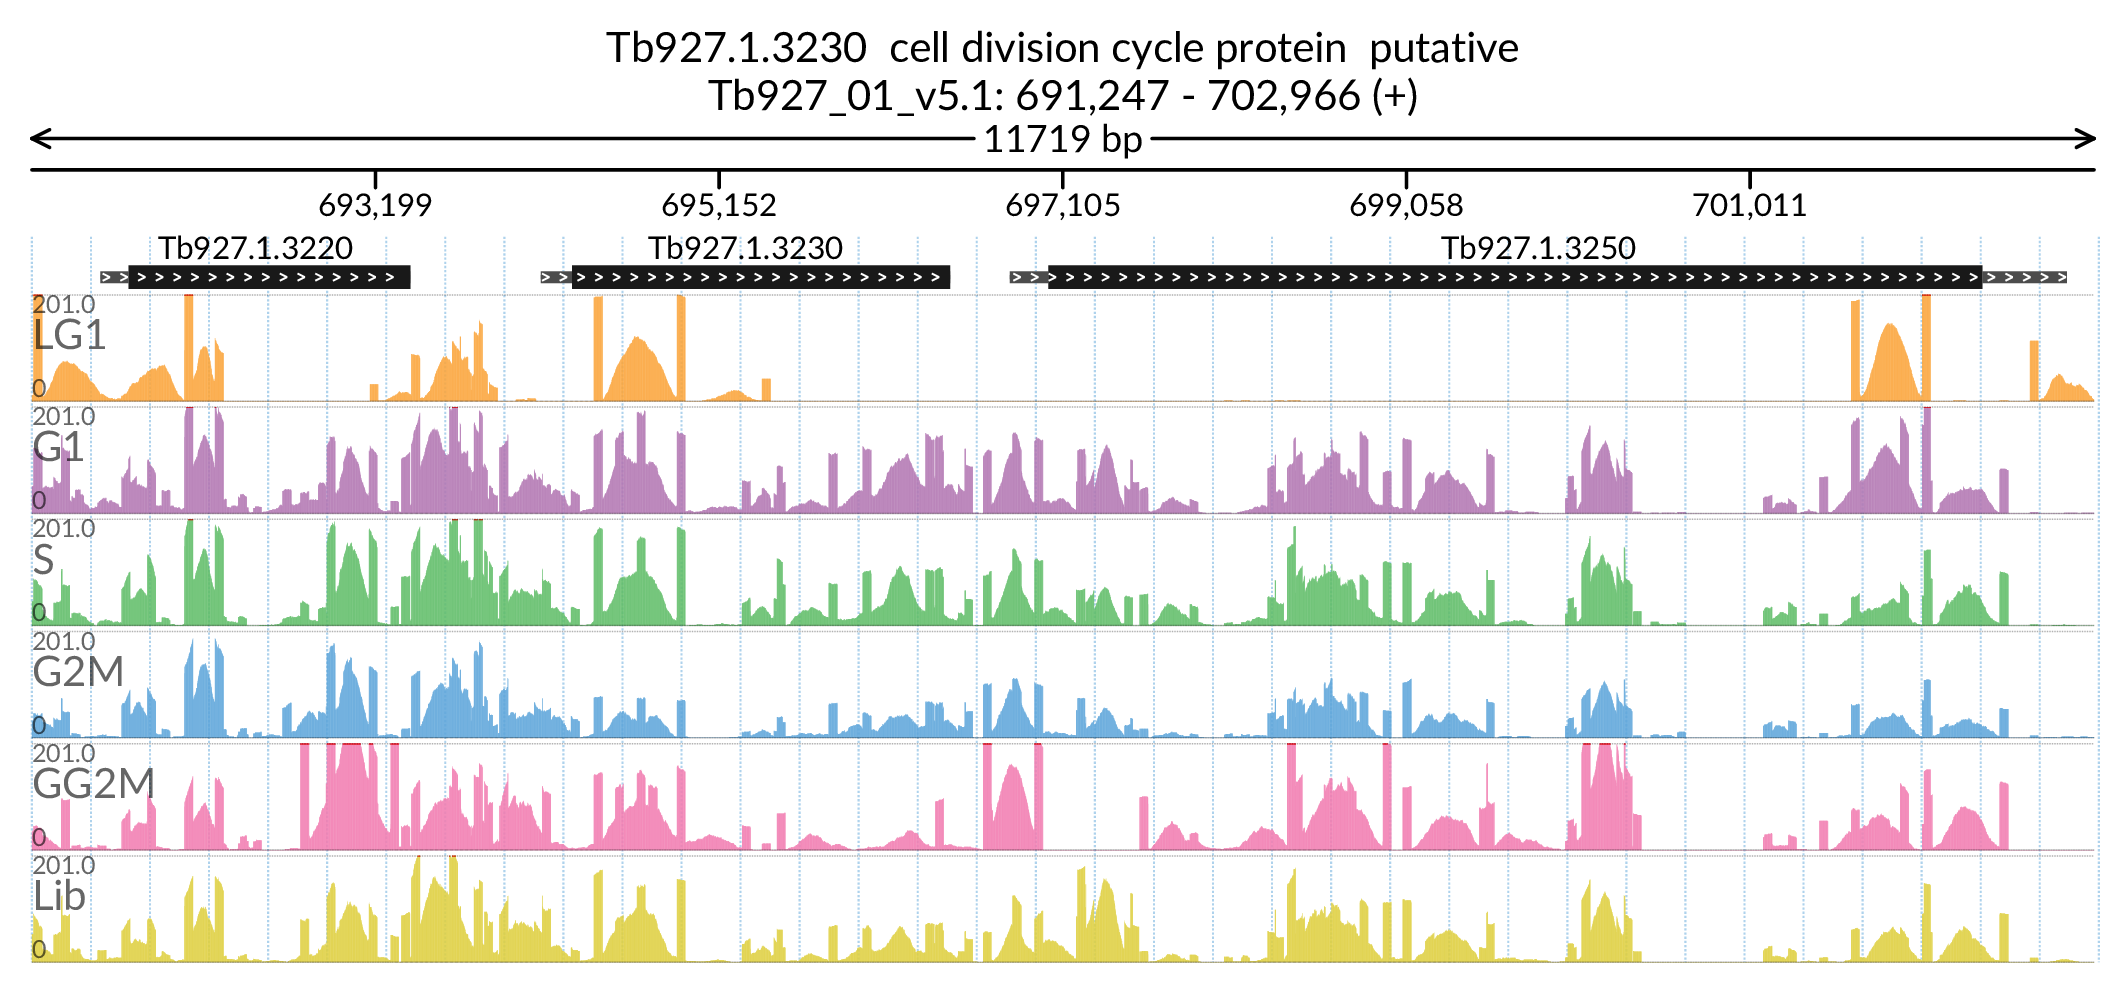 Tb927.1.3230  cell division cycle protein  putative
Tb927_01_v5.1: 691,247 - 702,966 (+)
11719 bp
693,199 695,152 697,105 699,058 701,011
Tb927.1.3220 Tb927.1.3230 Tb927.1.3250
201.0
LG1
0
201.0
G1
0
201.0
S
0
201.0
G2M
0
201.0
GG2M
0
201.0
Lib
0